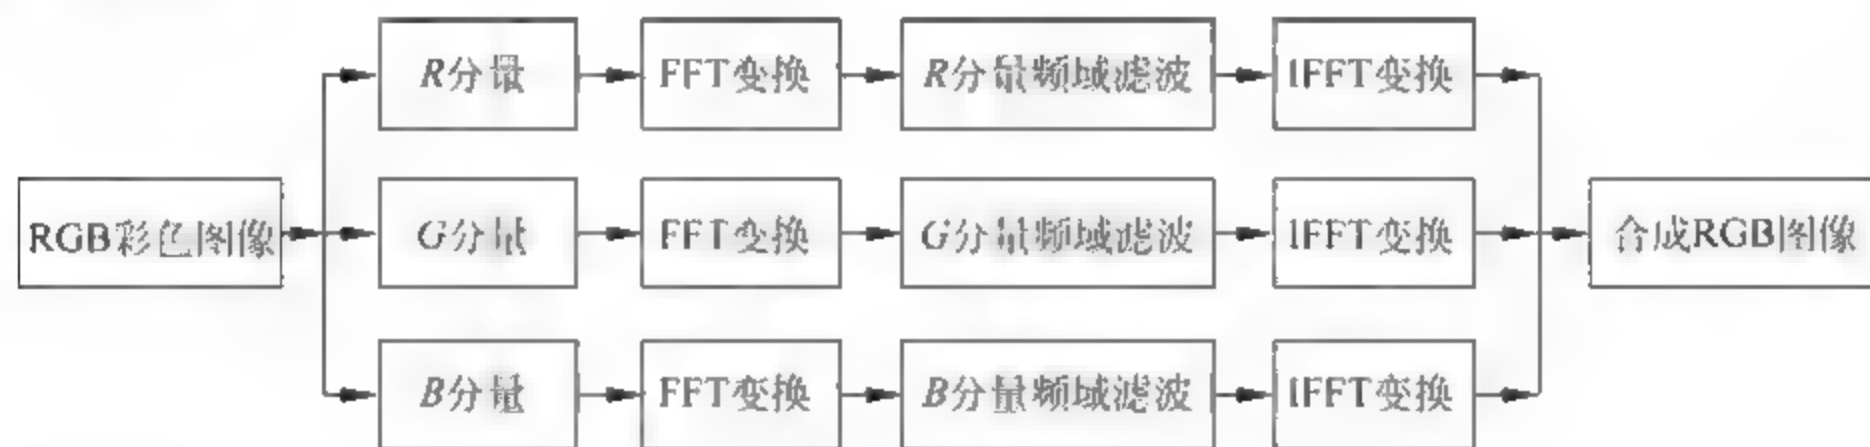 R分量 FFT变换 R分量频域滤波 IFFT变换
RGB彩色图像 G分量 FFT变换 G分量频域滤波 IFFT变换 合成RGB图像
B分量 FFT变换 B分量频域滤波 IFFT变换